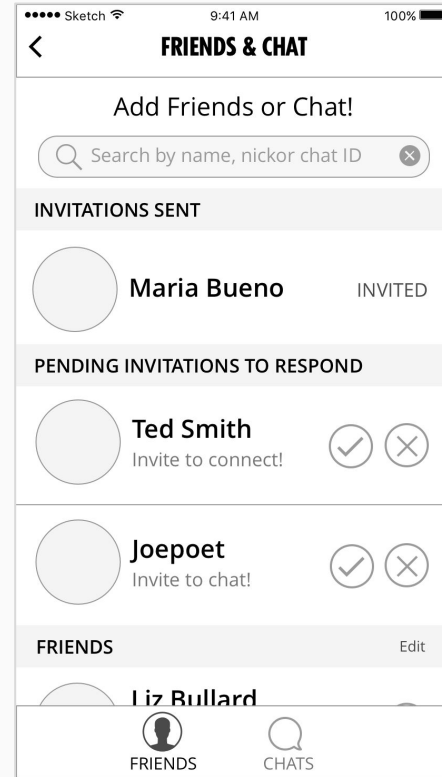 Sketch 9:41 AM 100%
FRIENDS & CHAT
Add Friends or Chat!
Search by name, nickor chat ID
INVITATIONS SENT
Maria Bueno INVITED
PENDING INVITATIONS TO RESPOND
Ted Smith
Invite to connect!
Joepoet
Invite to chat!
FRIENDS Edit
Liz Bullard
FRIENDS CHATS